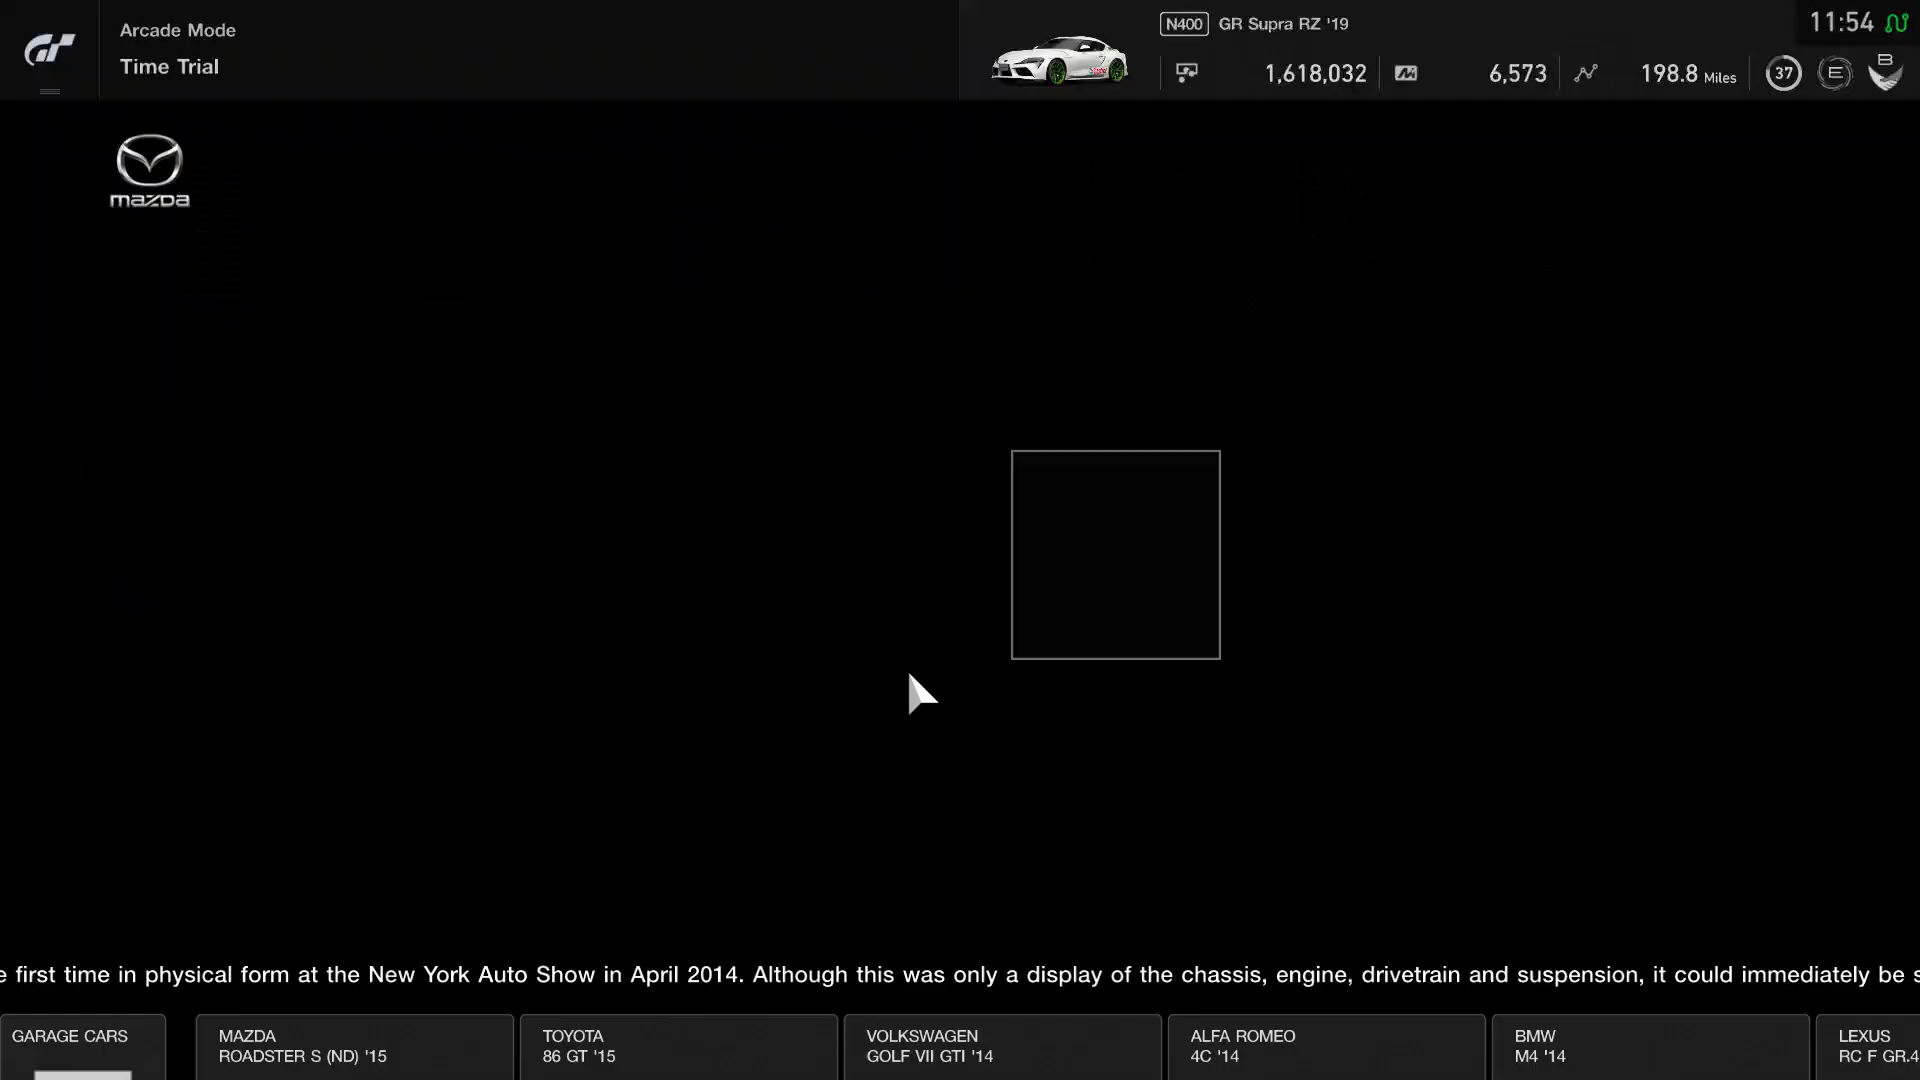 Arcade Mode
Time Trial
N400 GR Supra RZ '19
1,618,032
6,573
198.8 Miles
37
E
B
11:54
mazda
e first time in physical form at the New York Auto Show in April 2014. Although this was only a display of the chassis, engine, drivetrain and suspension, it could immediately be s
GARAGE CARS
MAZDA
ROADSTER S (ND) '15
TOYOTA
86 GT '15
VOLKSWAGEN
GOLF VII GTI '14
ALFA ROMEO
4C '14
BMW
M4 '14
LEXUS
RC F GR.4